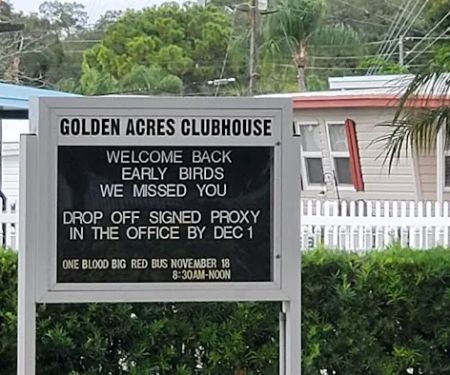 GOLDEN ACRES CLUBHOUSE
WELCOME BACK
EARLY BIRDS
WE MISSED YOU
DROP OFF SIGNED PROXY
IN THE OFFICE BY DEC 1
ONE BLOOD BIG RED BUS NOVEMBER 18
8:30AM-NOON